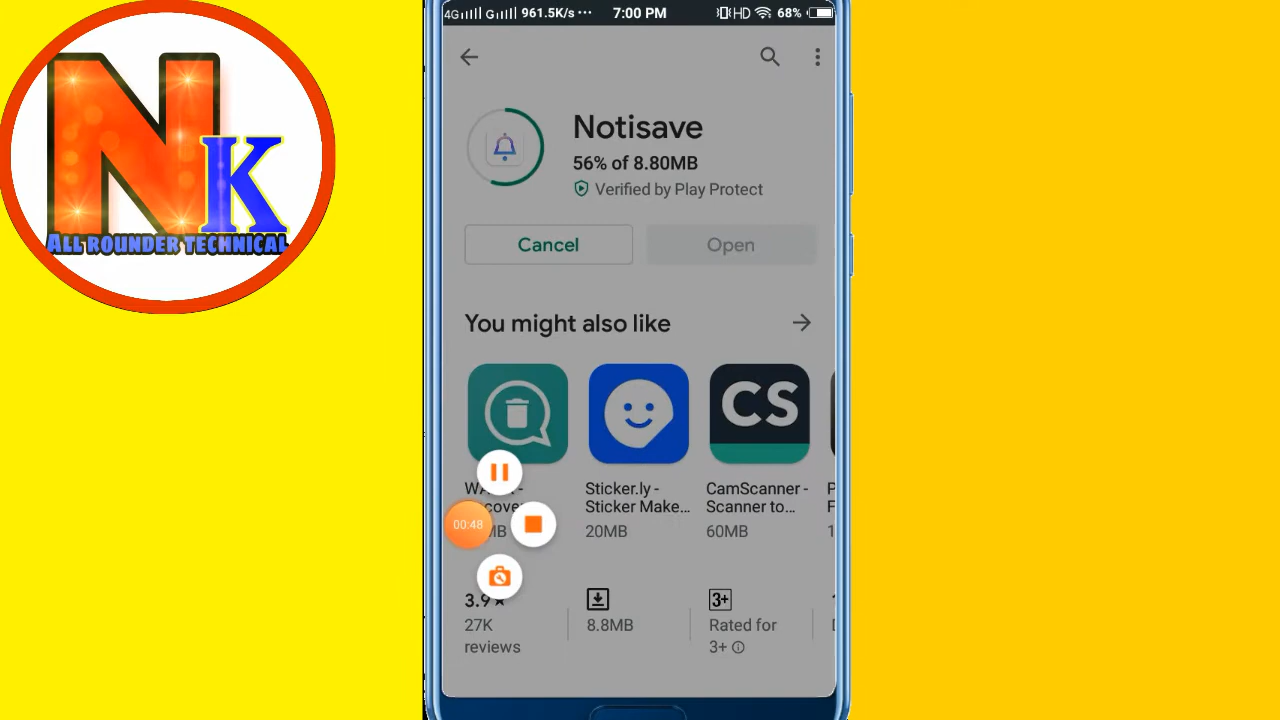 N
K
ALL ROUNDER TECHNICAL
4G G 961.5K/s ··· 7:00 PM HD 68%
Notisave
56% of 8.80MB
Verified by Play Protect
Cancel Open
You might also like
CS
Sticker.ly - CamScanner -
Sticker Make... Scanner to...
MB 20MB 60MB
00:48
3.9★ 3+
27K 8.8MB Rated for
reviews 3+